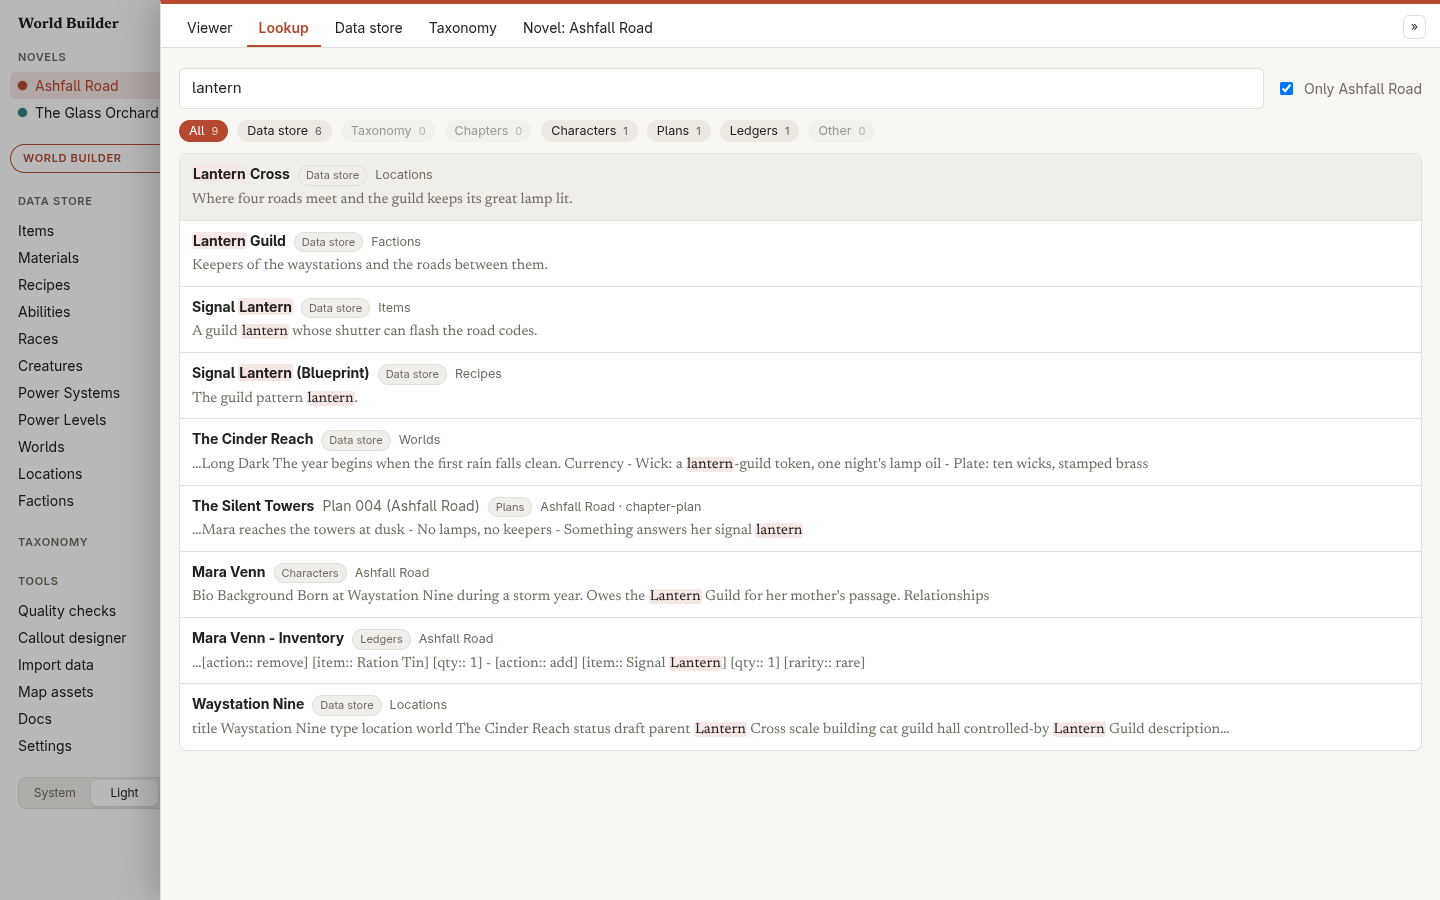 World Builder
NOVELS
Ashfall Road
The Glass Orchard
WORLD BUILDER
DATA STORE
Items
Materials
Recipes
Abilities
Races
Creatures
Power Systems
Power Levels
Worlds
Locations
Factions
TAXONOMY
TOOLS
Quality checks
Callout designer
Import data
Map assets
Docs
Settings
System Light
Viewer Lookup Data store Taxonomy Novel: Ashfall Road »
lantern
Only Ashfall Road
All 9 Data store 6 Taxonomy 0 Chapters 0 Characters 1 Plans 1 Ledgers 1 Other 0
Lantern Cross Data store Locations
Where four roads meet and the guild keeps its great lamp lit.
Lantern Guild Data store Factions
Keepers of the waystations and the roads between them.
Signal Lantern Data store Items
A guild lantern whose shutter can flash the road codes.
Signal Lantern (Blueprint) Data store Recipes
The guild pattern lantern.
The Cinder Reach Data store Worlds
...Long Dark The year begins when the first rain falls clean. Currency - Wick: a lantern-guild token, one night's lamp oil - Plate: ten wicks, stamped brass
The Silent Towers Plan 004 (Ashfall Road) Plans Ashfall Road · chapter-plan
...Mara reaches the towers at dusk - No lamps, no keepers - Something answers her signal lantern
Mara Venn Characters Ashfall Road
Bio Background Born at Waystation Nine during a storm year. Owes the Lantern Guild for her mother's passage. Relationships
Mara Venn - Inventory Ledgers Ashfall Road
...[action:: remove] [item:: Ration Tin] [qty:: 1] - [action:: add] [item:: Signal Lantern] [qty:: 1] [rarity:: rare]
Waystation Nine Data store Locations
title Waystation Nine type location world The Cinder Reach status draft parent Lantern Cross scale building cat guild hall controlled-by Lantern Guild description...